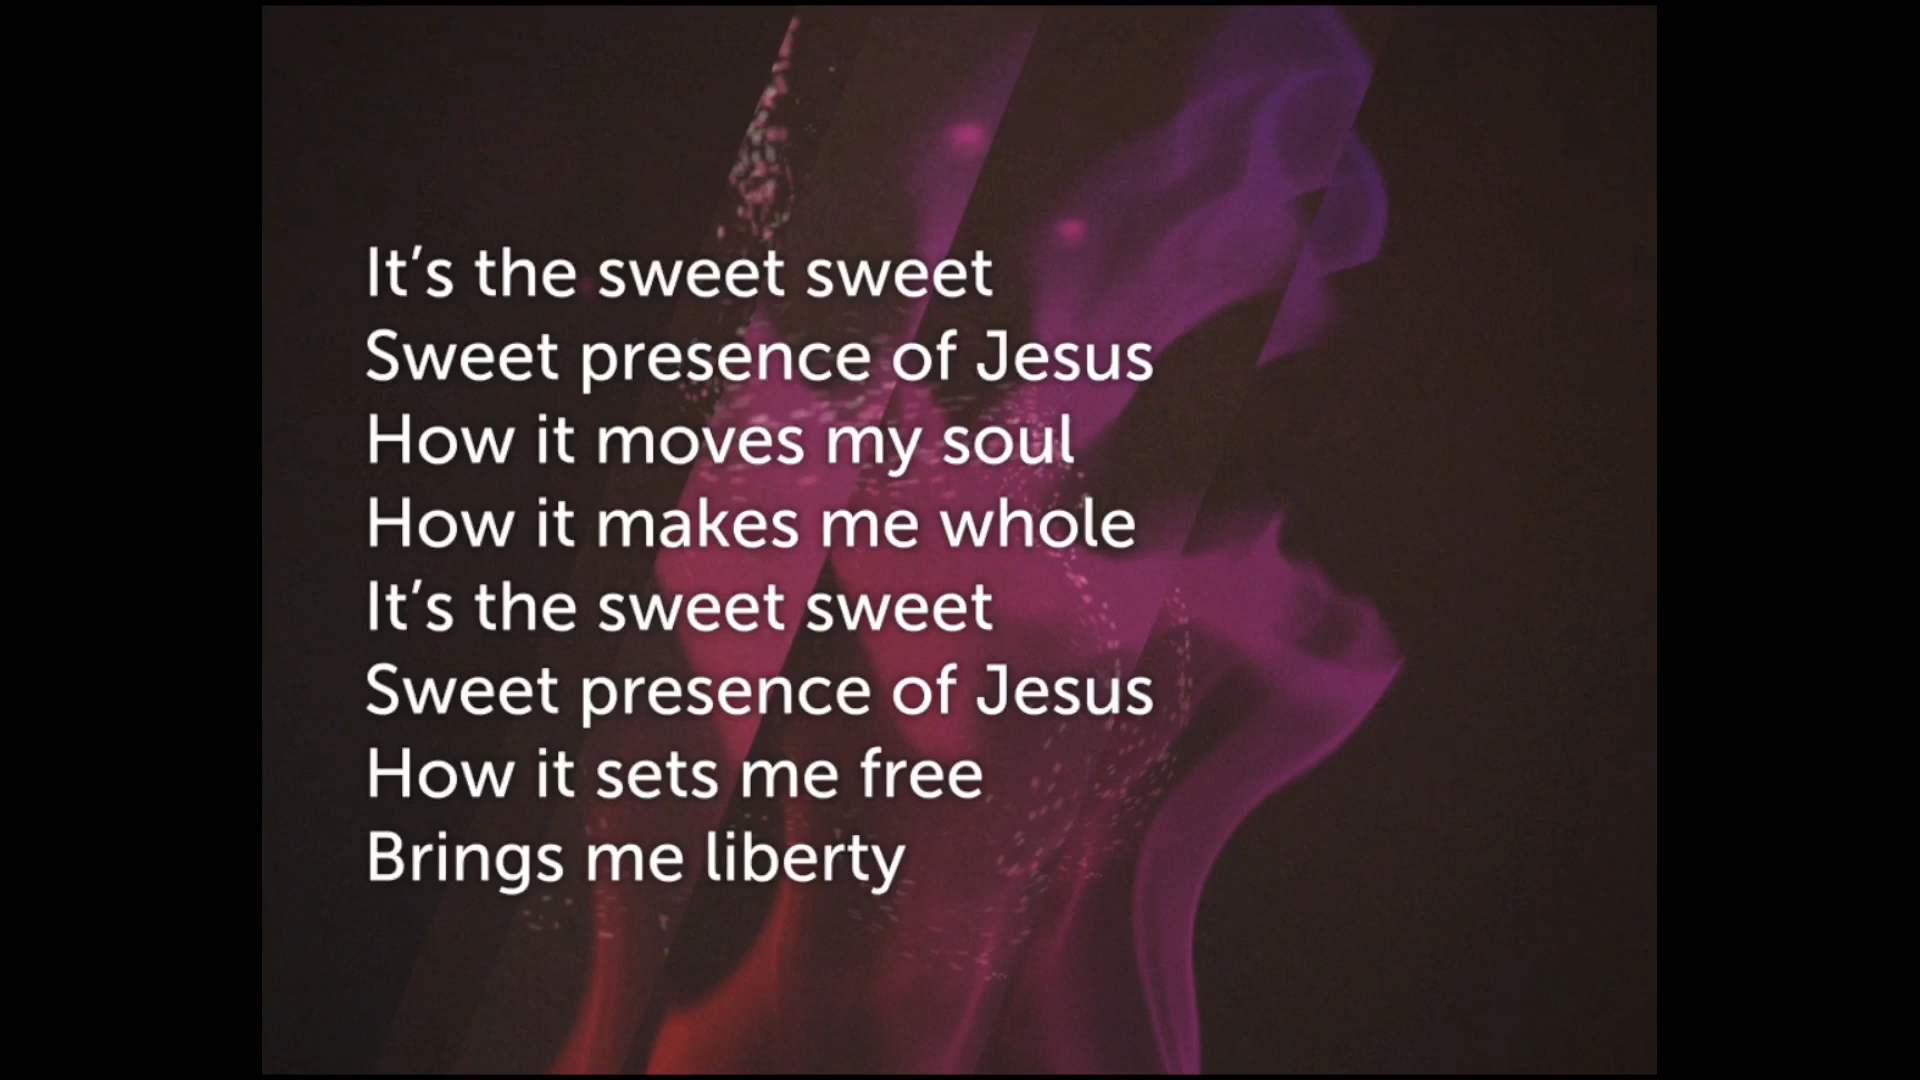 It’s the sweet sweet
Sweet presence of Jesus
How it moves my soul
How it makes me whole
It’s the sweet sweet
Sweet presence of Jesus
How it sets me free
Brings me liberty